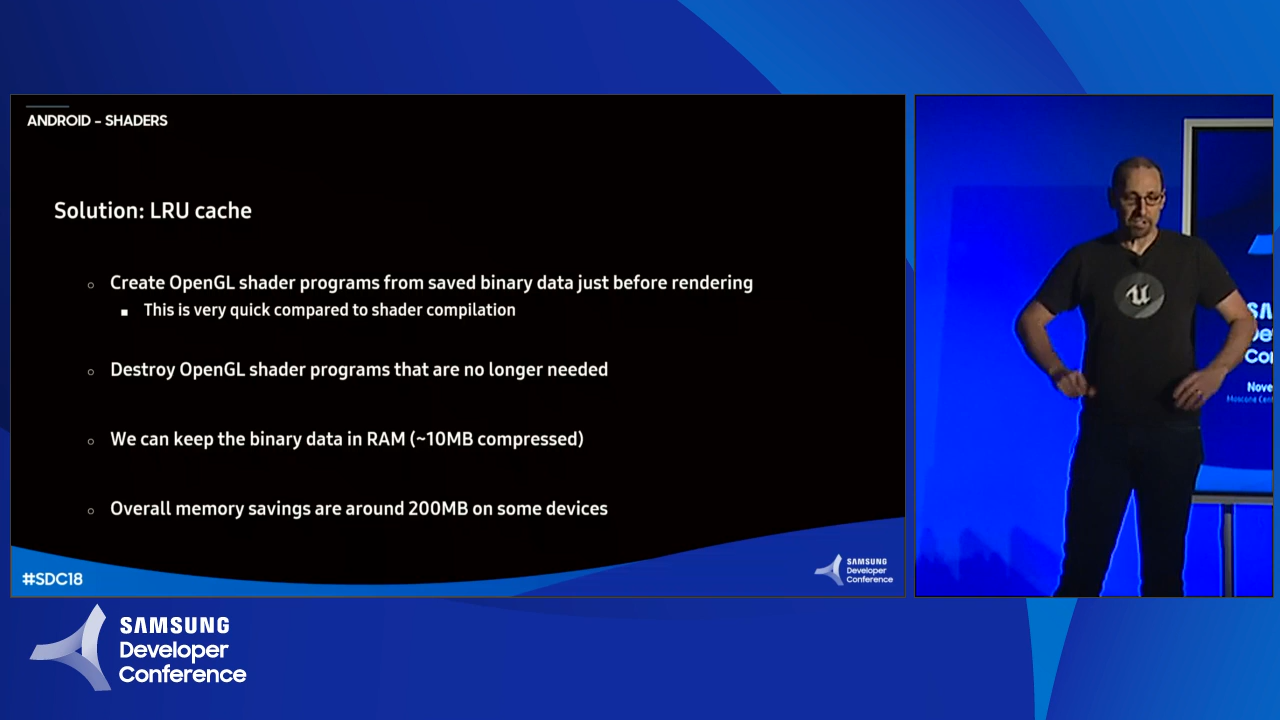 ANDROID – SHADERS
Solution: LRU cache
Create OpenGL shader programs from saved binary data just before rendering
This is very quick compared to shader compilation
Destroy OpenGL shader programs that are no longer needed
We can keep the binary data in RAM (~10MB compressed)
Overall memory savings are around 200MB on some devices
#SDC18
SAMSUNG
Developer
Conference
SAMSUNG
Developer
Conference
Nove
Moscone Cent